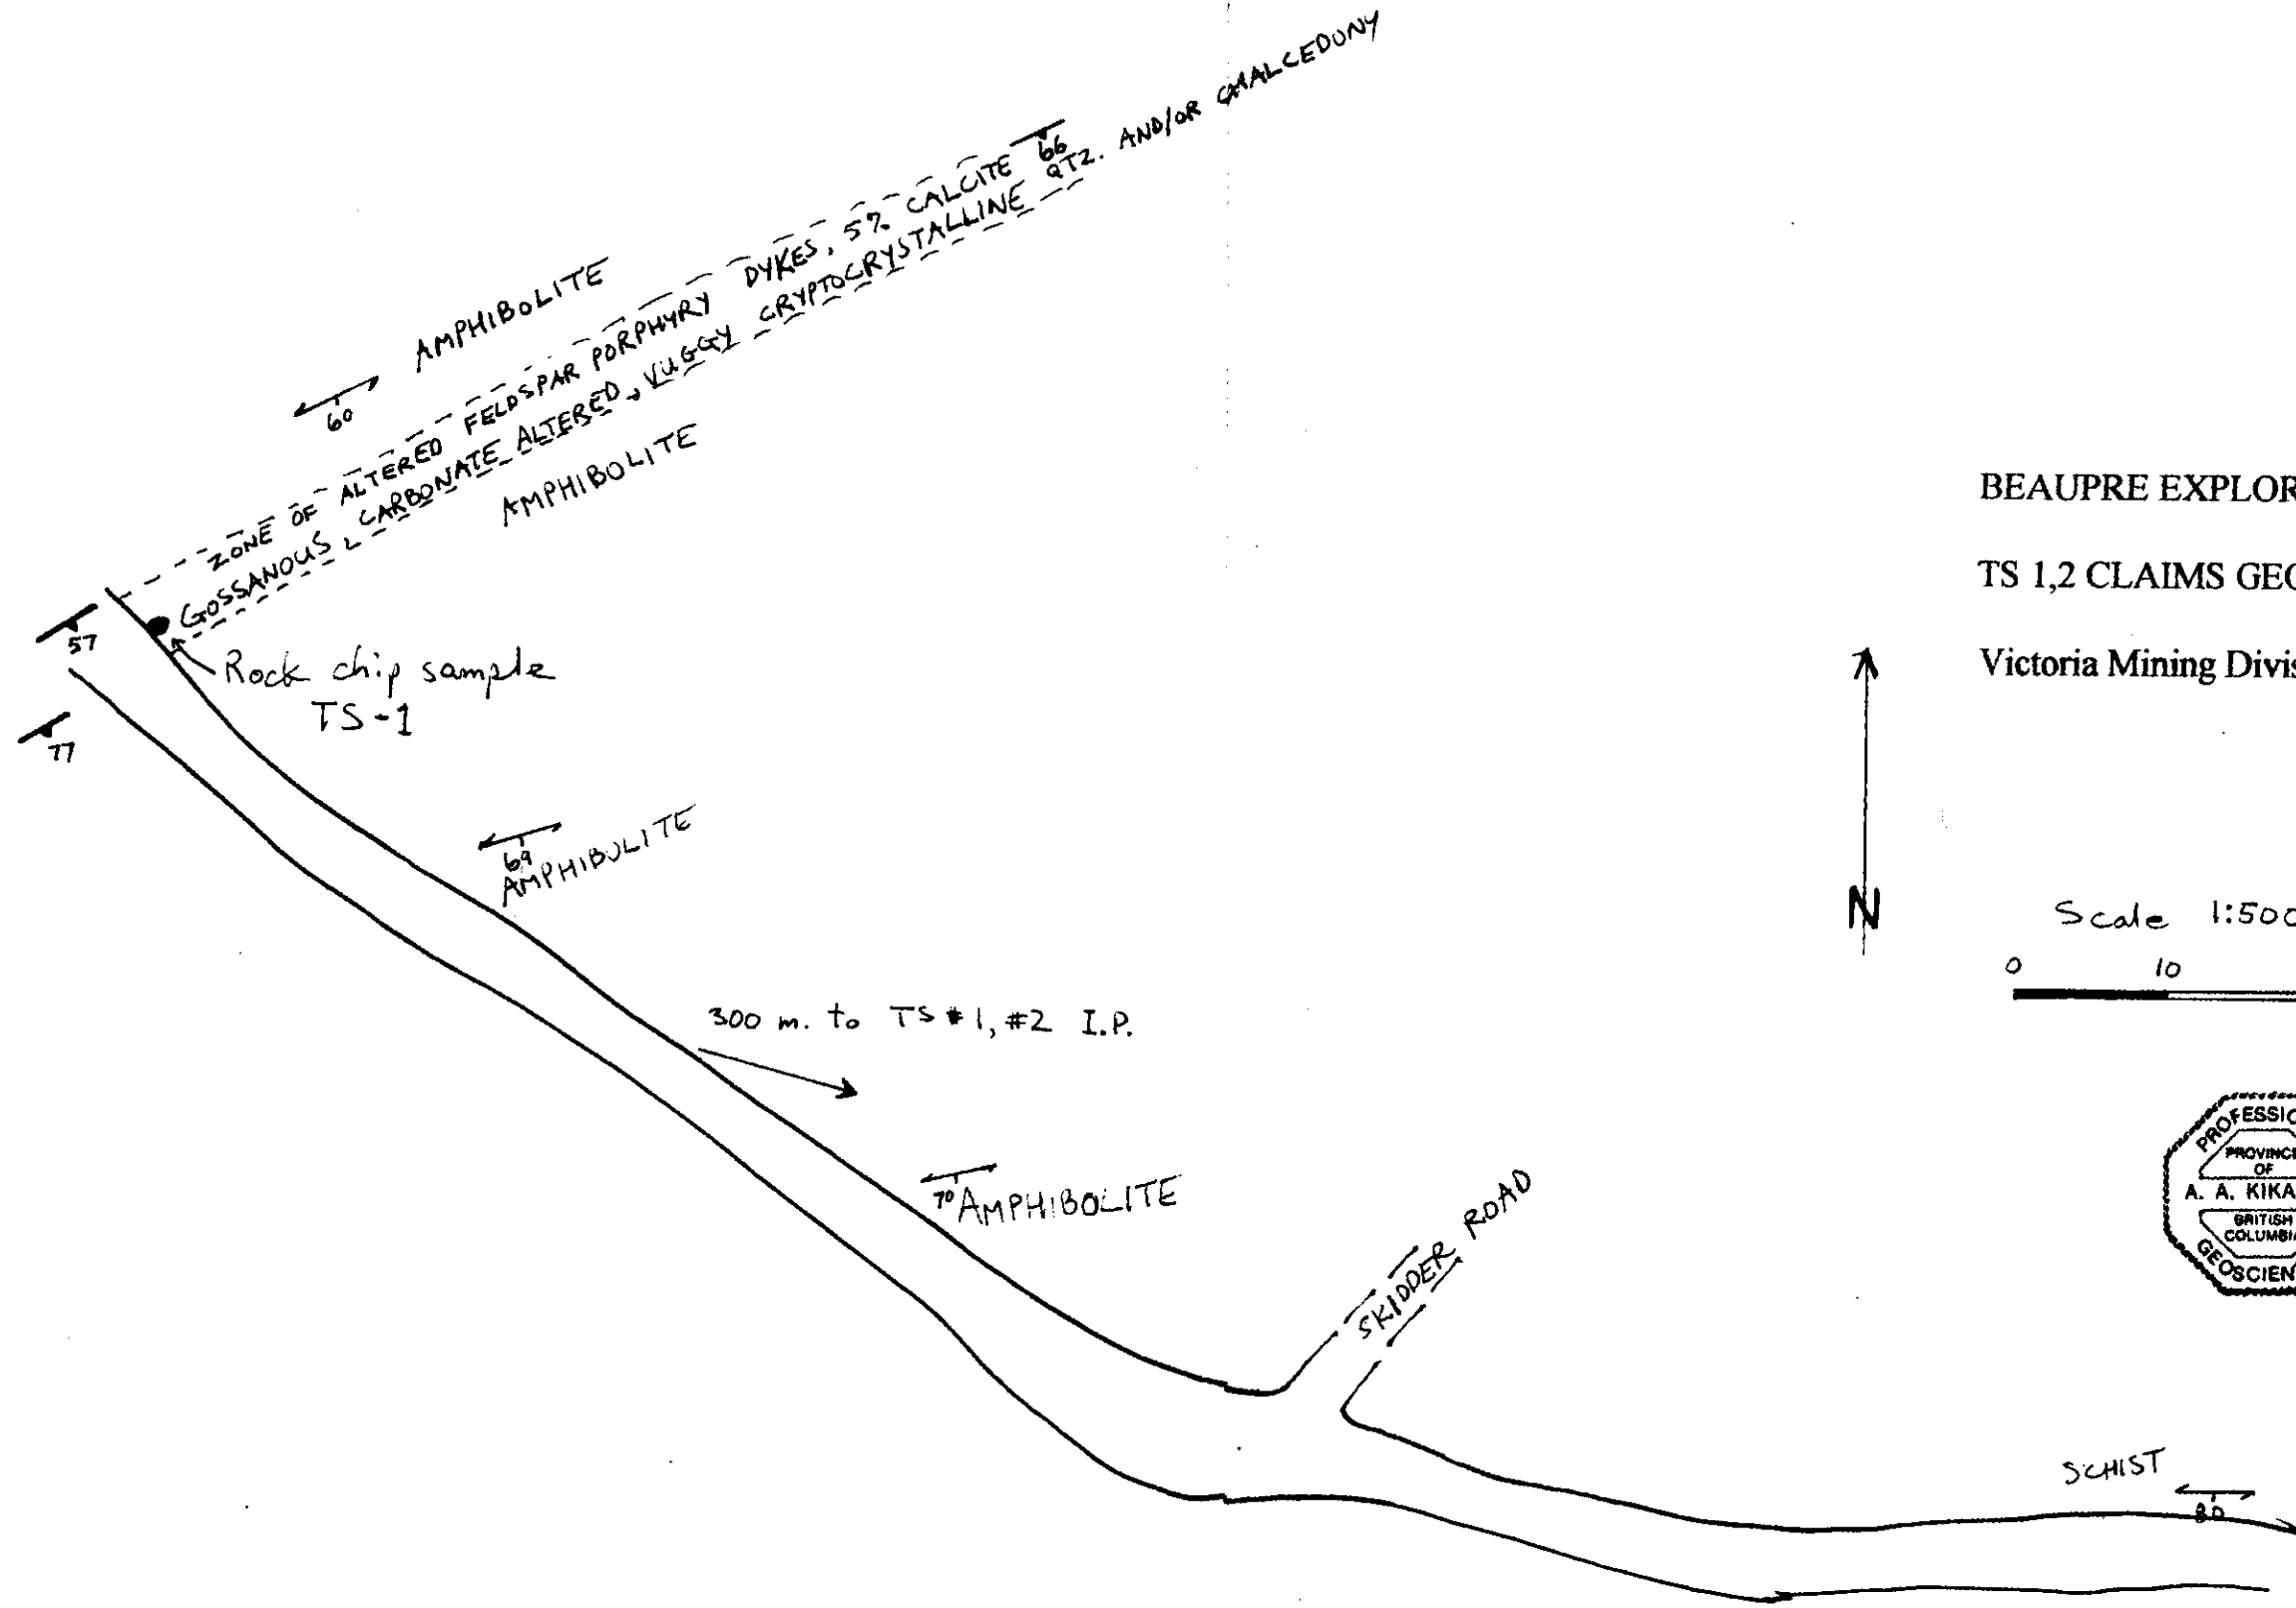 AMPHIBOLITE
60
ZONE OF ALTERED FELDSPAR PORPHYRY DYKES, 5% CALCITE
66
GOSSANOUS, CARBONATE ALTERED, VUGGY CRYPTOCRYSTALLINE QTZ. AND/OR CHALCEDONY
AMPHIBOLITE
57
Rock chip sample
TS-1
77
69
AMPHIBOLITE
300 m. to TS #1, #2 I.P.
70 AMPHIBOLITE
SKIDDER ROAD
SCHIST
80
BEAUPRE EXPLOR
TS 1,2 CLAIMS GEO
Victoria Mining Divis
N
Scale 1:500
0 10
PROFESSIO
PROVINCE
OF
A. A. KIKA
BRITISH
COLUMBIA
GEOSCIEN